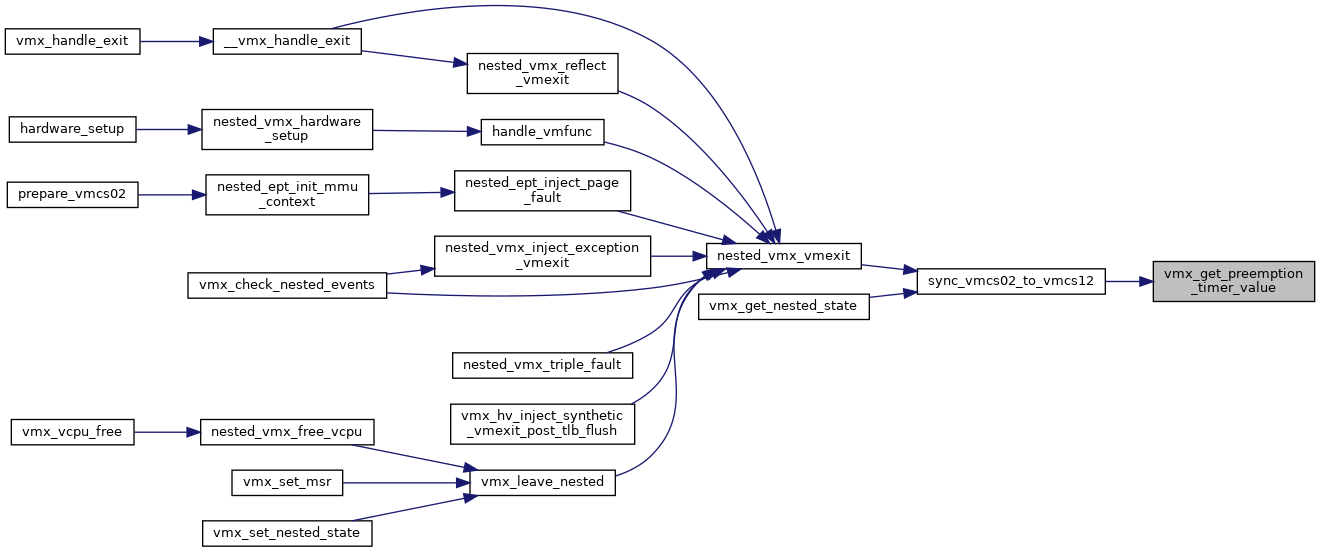 vmx_handle_exit
__vmx_handle_exit
nested_vmx_reflect
_vmexit
hardware_setup
nested_vmx_hardware
_setup
handle_vmfunc
prepare_vmcs02
nested_ept_init_mmu
_context
nested_ept_inject_page
_fault
nested_vmx_inject_exception
_vmexit
vmx_check_nested_events
nested_vmx_vmexit
vmx_get_nested_state
sync_vmcs02_to_vmcs12
vmx_get_preemption
_timer_value
nested_vmx_triple_fault
vmx_hv_inject_synthetic
_vmexit_post_tlb_flush
vmx_vcpu_free
nested_vmx_free_vcpu
vmx_set_msr
vmx_leave_nested
vmx_set_nested_state